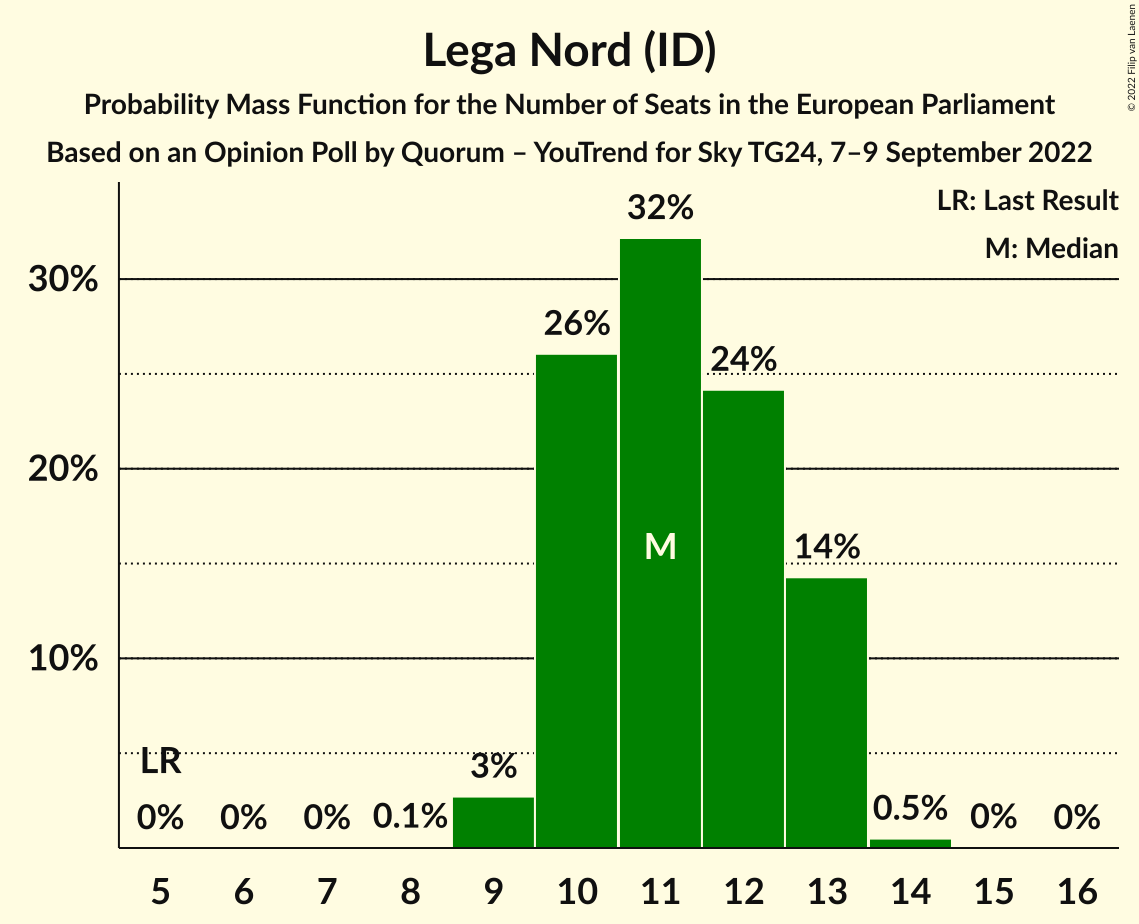 Lega Nord (ID)
Probability Mass Function for the Number of Seats in the European Parliament
Based on an Opinion Poll by Quorum – YouTrend for Sky TG24, 7–9 September 2022
© 2022 Filip van Laenen
LR: Last Result
M: Median
30%
20%
10%
LR
0%
0%
0%
0.1%
3%
26%
32%
M
24%
14%
0.5%
0%
0%
5 6 7 8 9 10 11 12 13 14 15 16